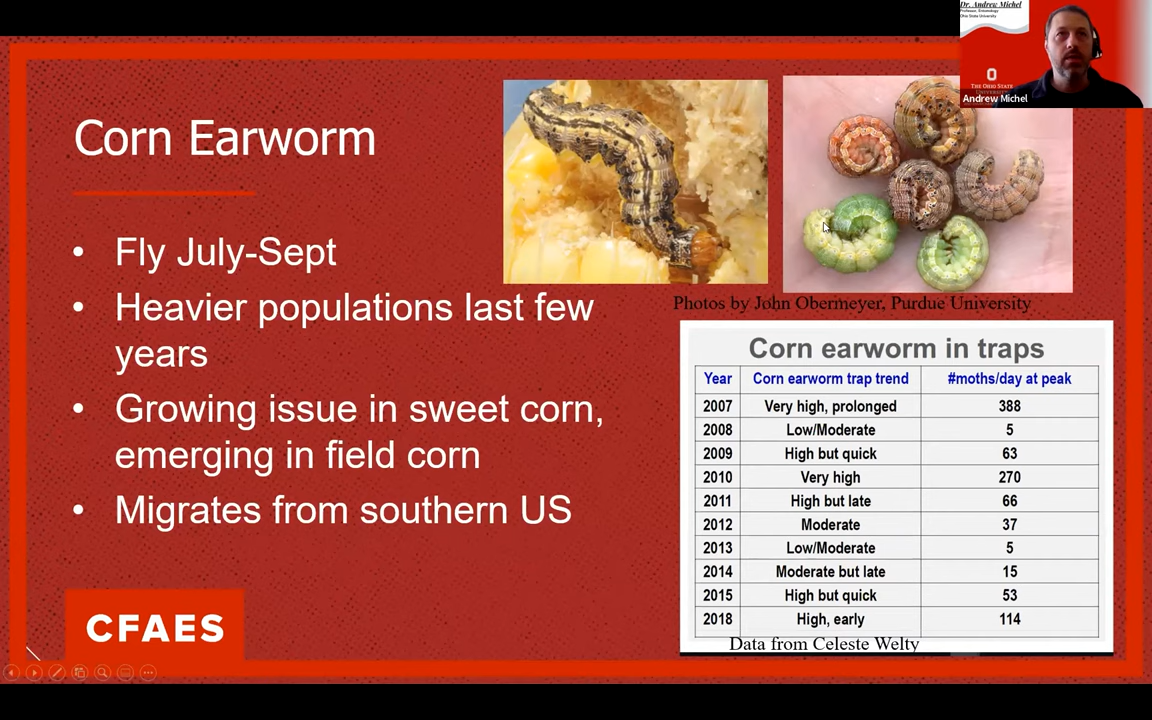 Dr. Andrew Michel
Professor, Entomology
Ohio State University
O
THE OHIO STATE
UNIVERSITY
Andrew Michel
Corn Earworm
• Fly July-Sept
• Heavier populations last few
years
• Growing issue in sweet corn,
emerging in field corn
• Migrates from southern US
CFAES
Photos by John Obermeyer, Purdue University
Corn earworm in traps
Year Corn earworm trap trend #moths/day at peak
2007 Very high, prolonged 388
2008 Low/Moderate 5
2009 High but quick 63
2010 Very high 270
2011 High but late 66
2012 Moderate 37
2013 Low/Moderate 5
2014 Moderate but late 15
2015 High but quick 53
2018 High, early 114
Data from Celeste Welty